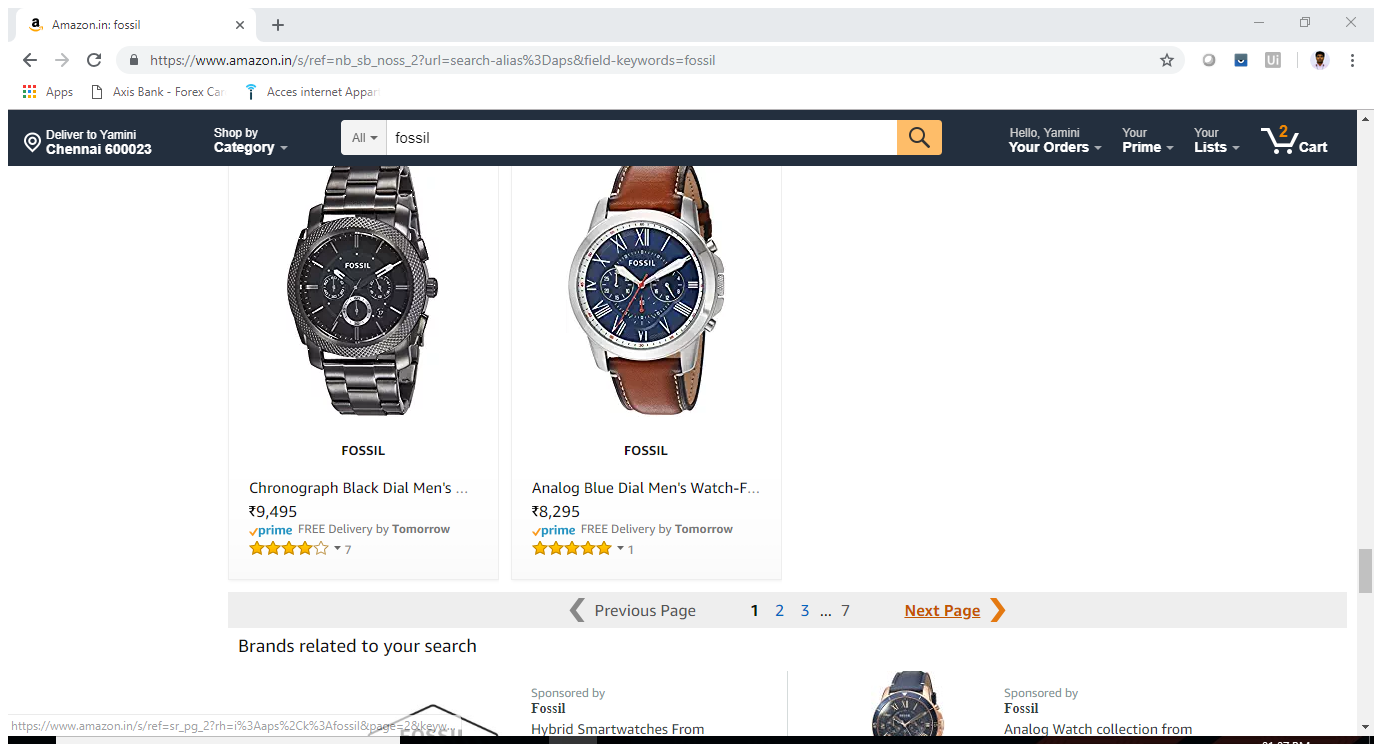 Amazon.in: fossil
https://www.amazon.in/s/ref=nb_sb_noss_2?url=search-alias%3Daps&field-keywords=fossil
Ui
Apps Axis Bank - Forex Car Acces internet Appar
Deliver to Yamini
Chennai 600023
Shop by
Category
All
fossil
Hello, Yamini
Your Orders
Your
Prime
Your
Lists
2
Cart
FOSSIL
FOSSIL
FOSSIL
FOSSIL
Chronograph Black Dial Men's ...
₹9,495
prime FREE Delivery by Tomorrow
7
Analog Blue Dial Men's Watch-F...
₹8,295
prime FREE Delivery by Tomorrow
1
Previous Page 1 2 3 ... 7 Next Page
Brands related to your search
Sponsored by
Fossil
Hybrid Smartwatches From
FOSSIL
Sponsored by
Fossil
Analog Watch collection from
FOSSIL
https://www.amazon.in/s/ref=sr_pg_2?rh=i%3Aaps%2Ck%3Afossil&page=2&keyw...